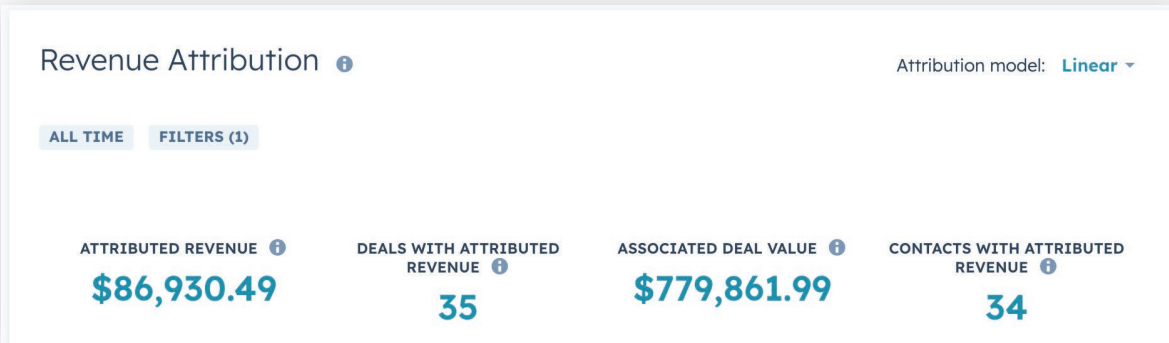 Revenue Attribution
Attribution model: Linear
ALL TIME FILTERS (1)
ATTRIBUTED REVENUE
$86,930.49
DEALS WITH ATTRIBUTED
REVENUE
35
ASSOCIATED DEAL VALUE
$779,861.99
CONTACTS WITH ATTRIBUTED
REVENUE
34